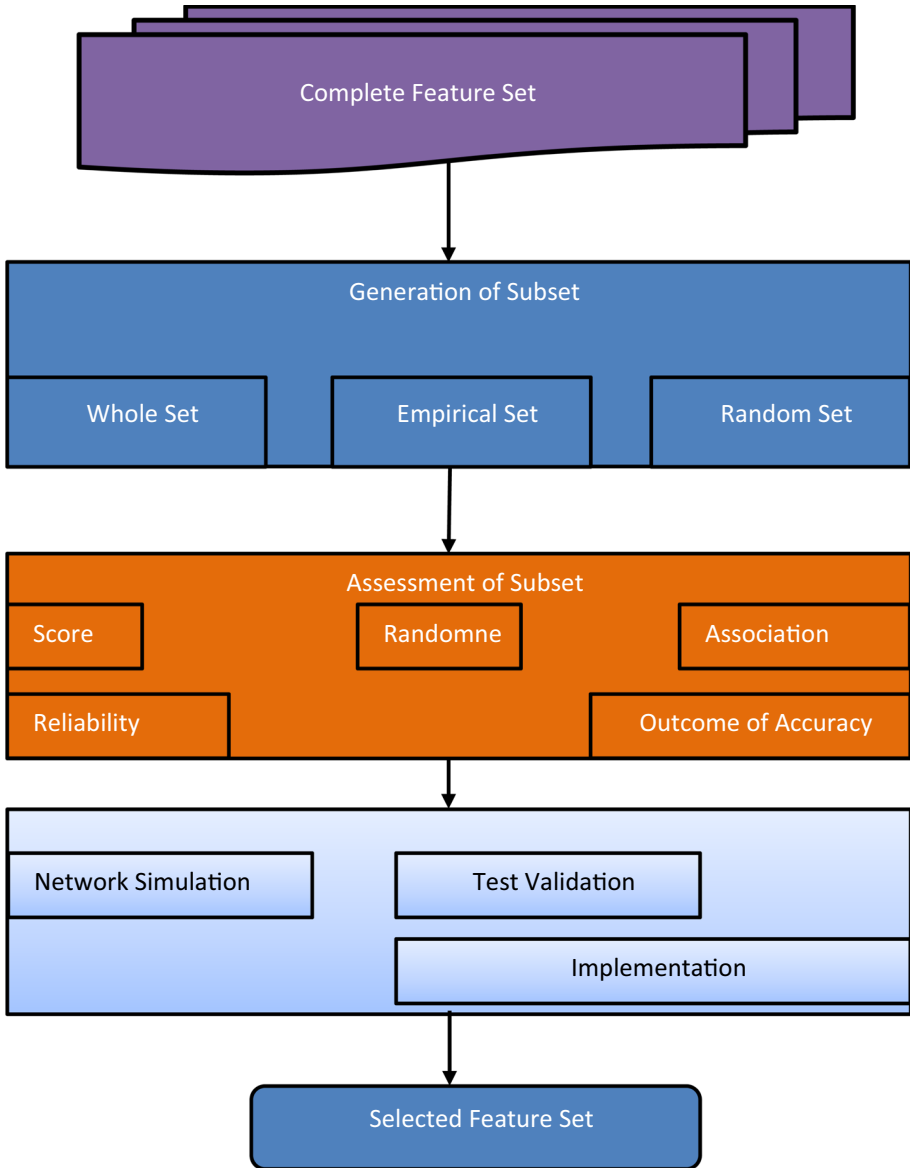 Complete Feature Set
Generation of Subset
Whole Set
Empirical Set
Random Set
Assessment of Subset
Score
Randomne
Association
Reliability
Outcome of Accuracy
Network Simulation
Test Validation
Implementation
Selected Feature Set